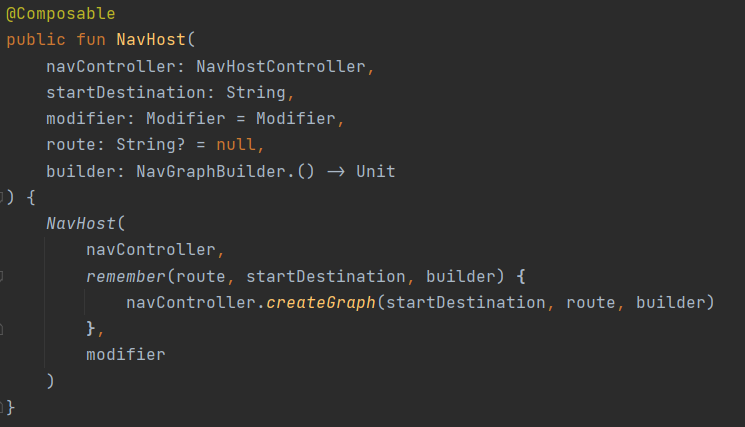 @Composable
public fun NavHost(
    navController: NavHostController,
    startDestination: String,
    modifier: Modifier = Modifier,
    route: String? = null,
    builder: NavGraphBuilder.() -> Unit
) {
    NavHost(
        navController,
        remember(route, startDestination, builder) {
            navController.createGraph(startDestination, route, builder)
        },
        modifier
    )
}